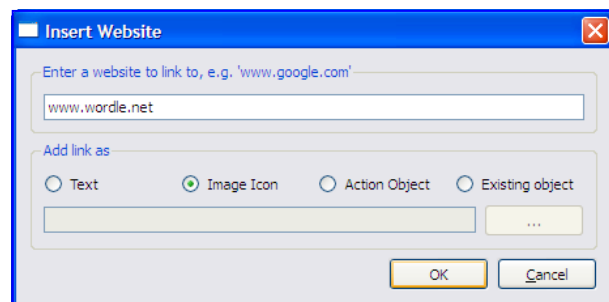 Insert Website
Enter a website to link to, e.g. 'www.google.com'
www.wordle.net
Add link as
Text Image Icon Action Object Existing object
...
OK Cancel